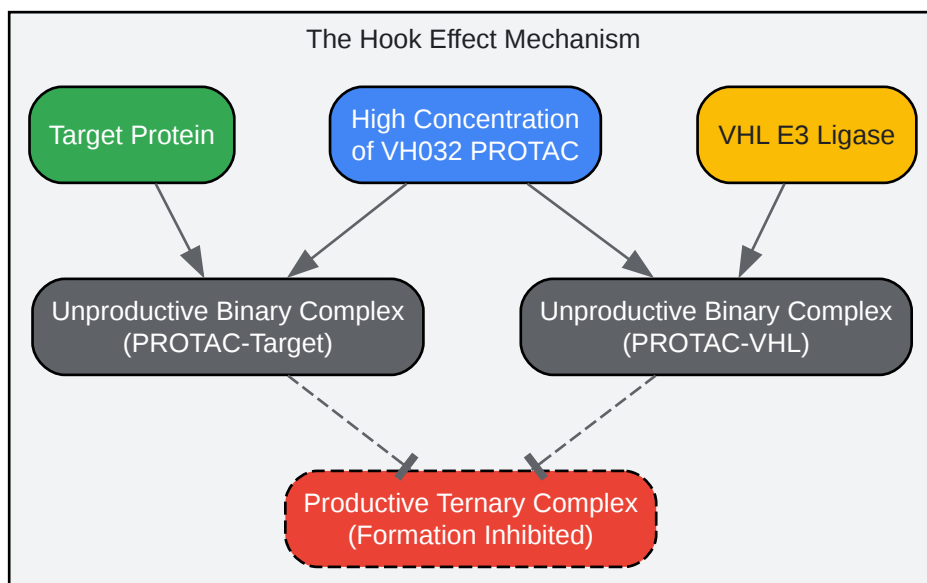 The Hook Effect Mechanism
Target Protein
High Concentration
of VH032 PROTAC
VHL E3 Ligase
Unproductive Binary Complex
(PROTAC-Target)
Unproductive Binary Complex
(PROTAC-VHL)
Productive Ternary Complex
(Formation Inhibited)